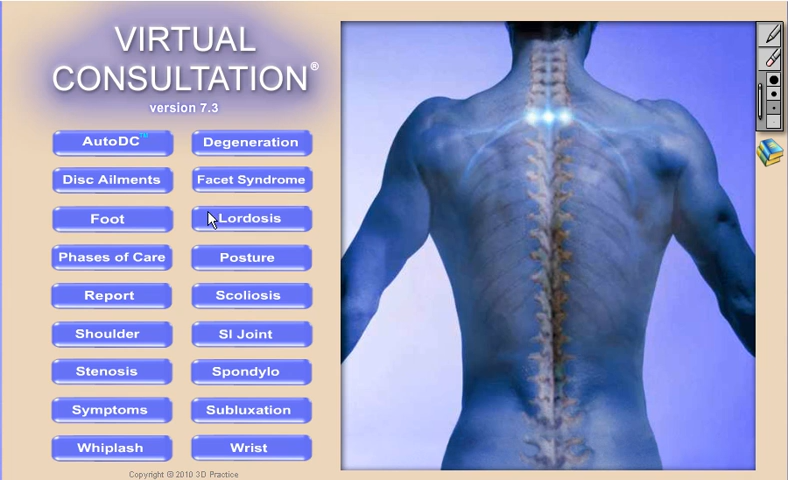 VIRTUAL
CONSULTATION®
version 7.3
AutoDC™
Degeneration
Disc Ailments
Facet Syndrome
Foot
Lordosis
Phases of Care
Posture
Report
Scoliosis
Shoulder
SI Joint
Stenosis
Spondylo
Symptoms
Subluxation
Whiplash
Wrist
Copyright © 2010 3D Practice